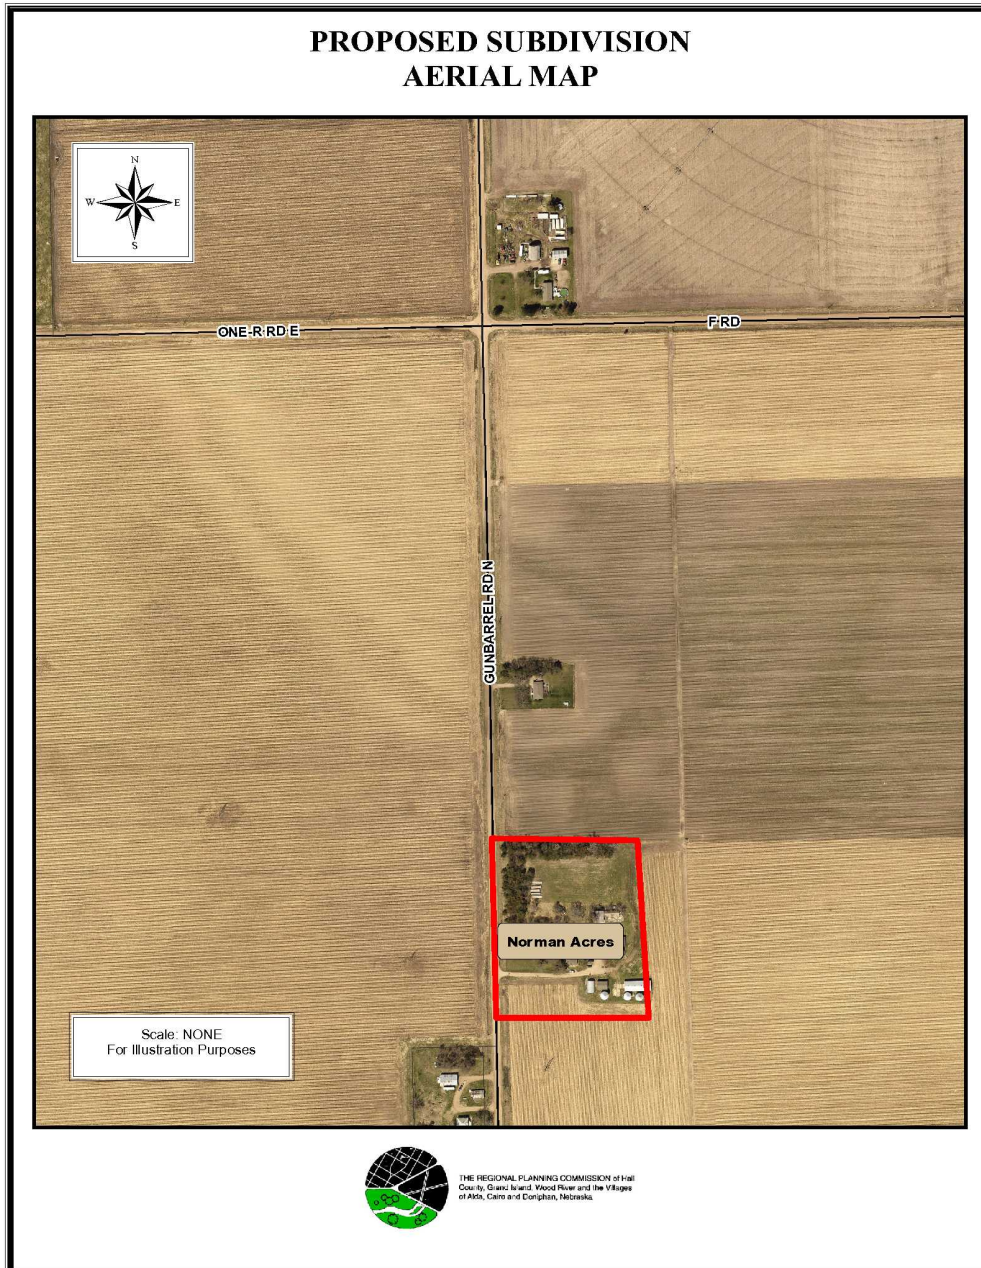 PROPOSED SUBDIVISION
AERIAL MAP
N
W
E
S
ONE-R RD E
F RD
GUNBARREL RD N
Norman Acres
Scale: NONE
For Illustration Purposes
THE REGIONAL PLANNING COMMISSION of Hall
County, Grand Island, Wood River and the Villages
of Alda, Cairo and Doniphan, Nebraska